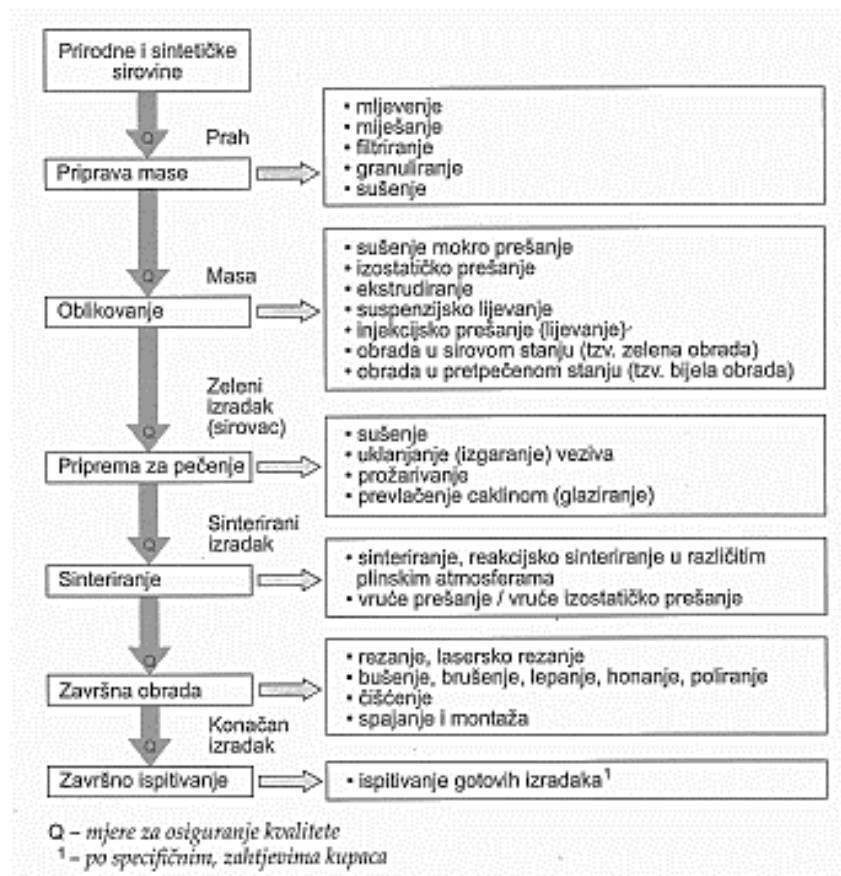 Prirodne i sintetičke
sirovine
Q
Prah
Priprava mase
• mljevenje
• miješanje
• filtriranje
• granuliranje
• sušenje
Q
Masa
Oblikovanje
• sušenje mokro prešanje
• izostatičko prešanje
• ekstrudiranje
• suspenzijsko lijevanje
• injekcijsko prešanje (lijevanje)
• obrada u sirovom stanju (tzv. zelena obrada)
• obrada u pretpečenom stanju (tzv. bijela obrada)
Zeleni
izradak
(sirovac)
Q
Priprema za pečenje
• sušenje
• uklanjanje (izgaranje) veziva
• prožarivanje
• prevlačenje caklinom (glaziranje)
Sinterirani
izradak
Q
Sinteriranje
• sinteriranje, reakcijsko sinteriranje u različitim
plinskim atmosferama
• vruće prešanje / vruće izostatičko prešanje
Q
Završna obrada
• rezanje, lasersko rezanje
• bušenje, brušenje, lepanje, honanje, poliranje
• čišćenje
• spajanje i montaža
Konačan
izradak
Q
Završno ispitivanje
• ispitivanje gotovih izradaka¹
Q – mjere za osiguranje kvalitete
¹ – po specifičnim, zahtjevima kupaca